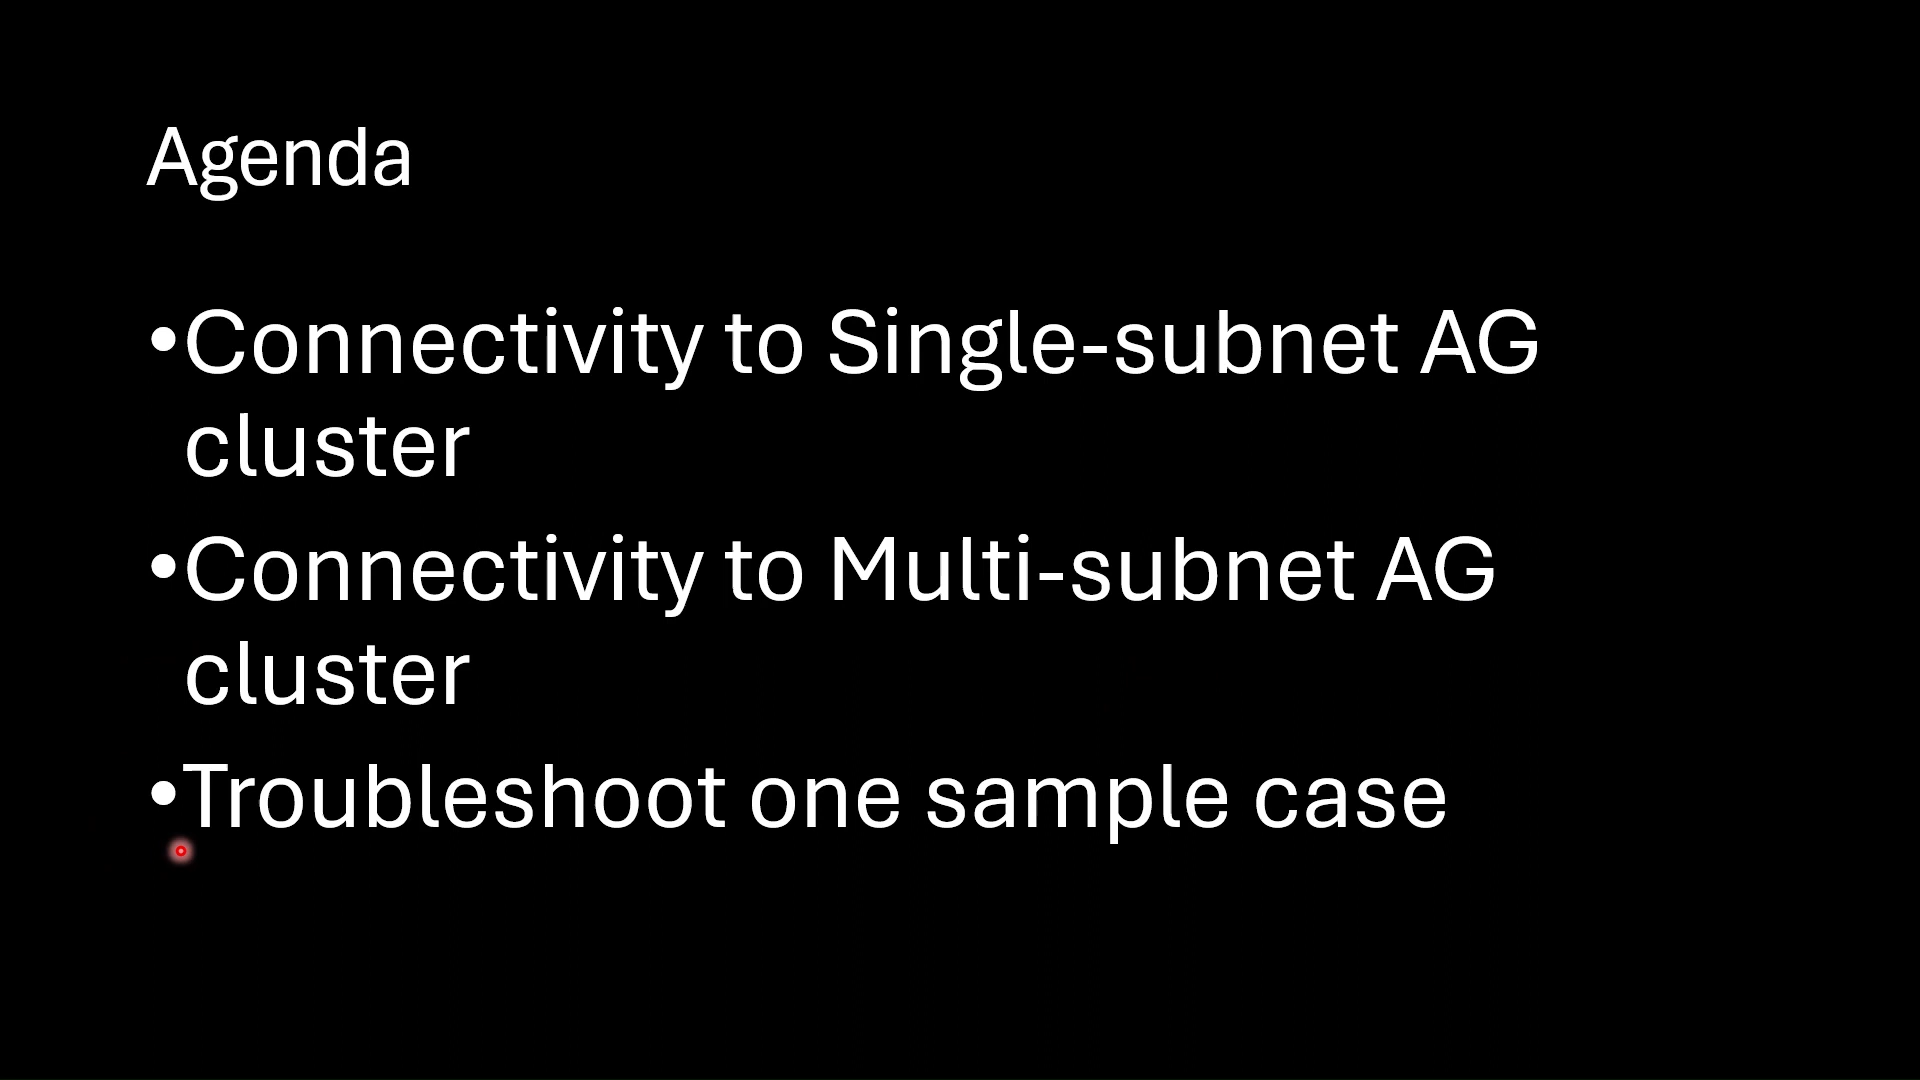 Agenda
•Connectivity to Single-subnet AG
cluster
•Connectivity to Multi-subnet AG
cluster
•Troubleshoot one sample case